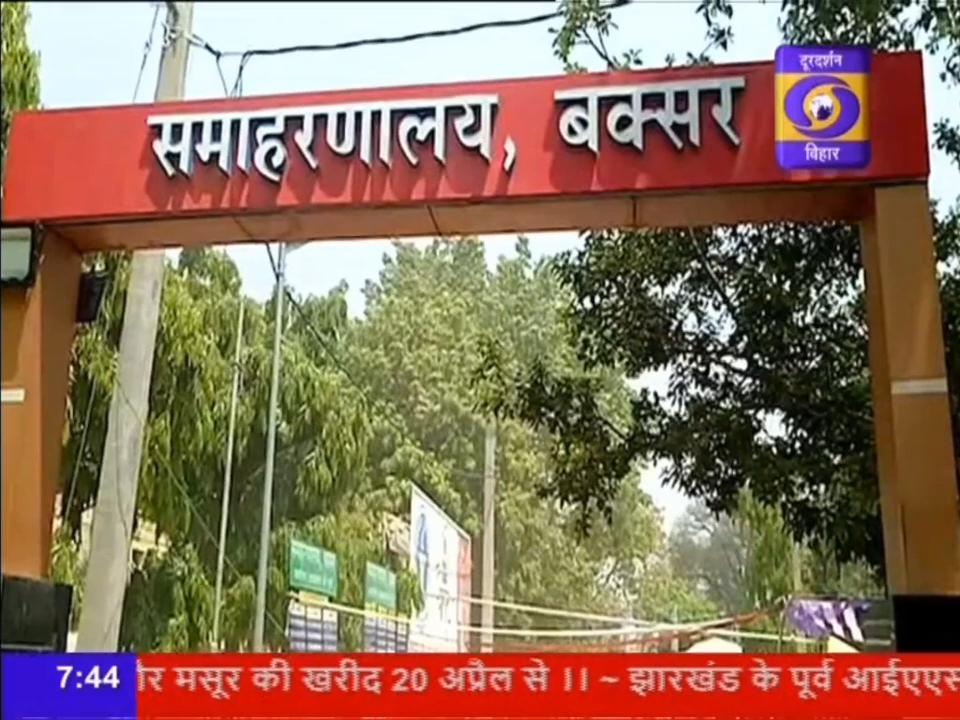 समाहरणालय, बक्सर
दूरदर्शन
बिहार
7:44
र मसूर की खरीद 20 अप्रैल से ।। ~ झारखंड के पूर्व आईएएस